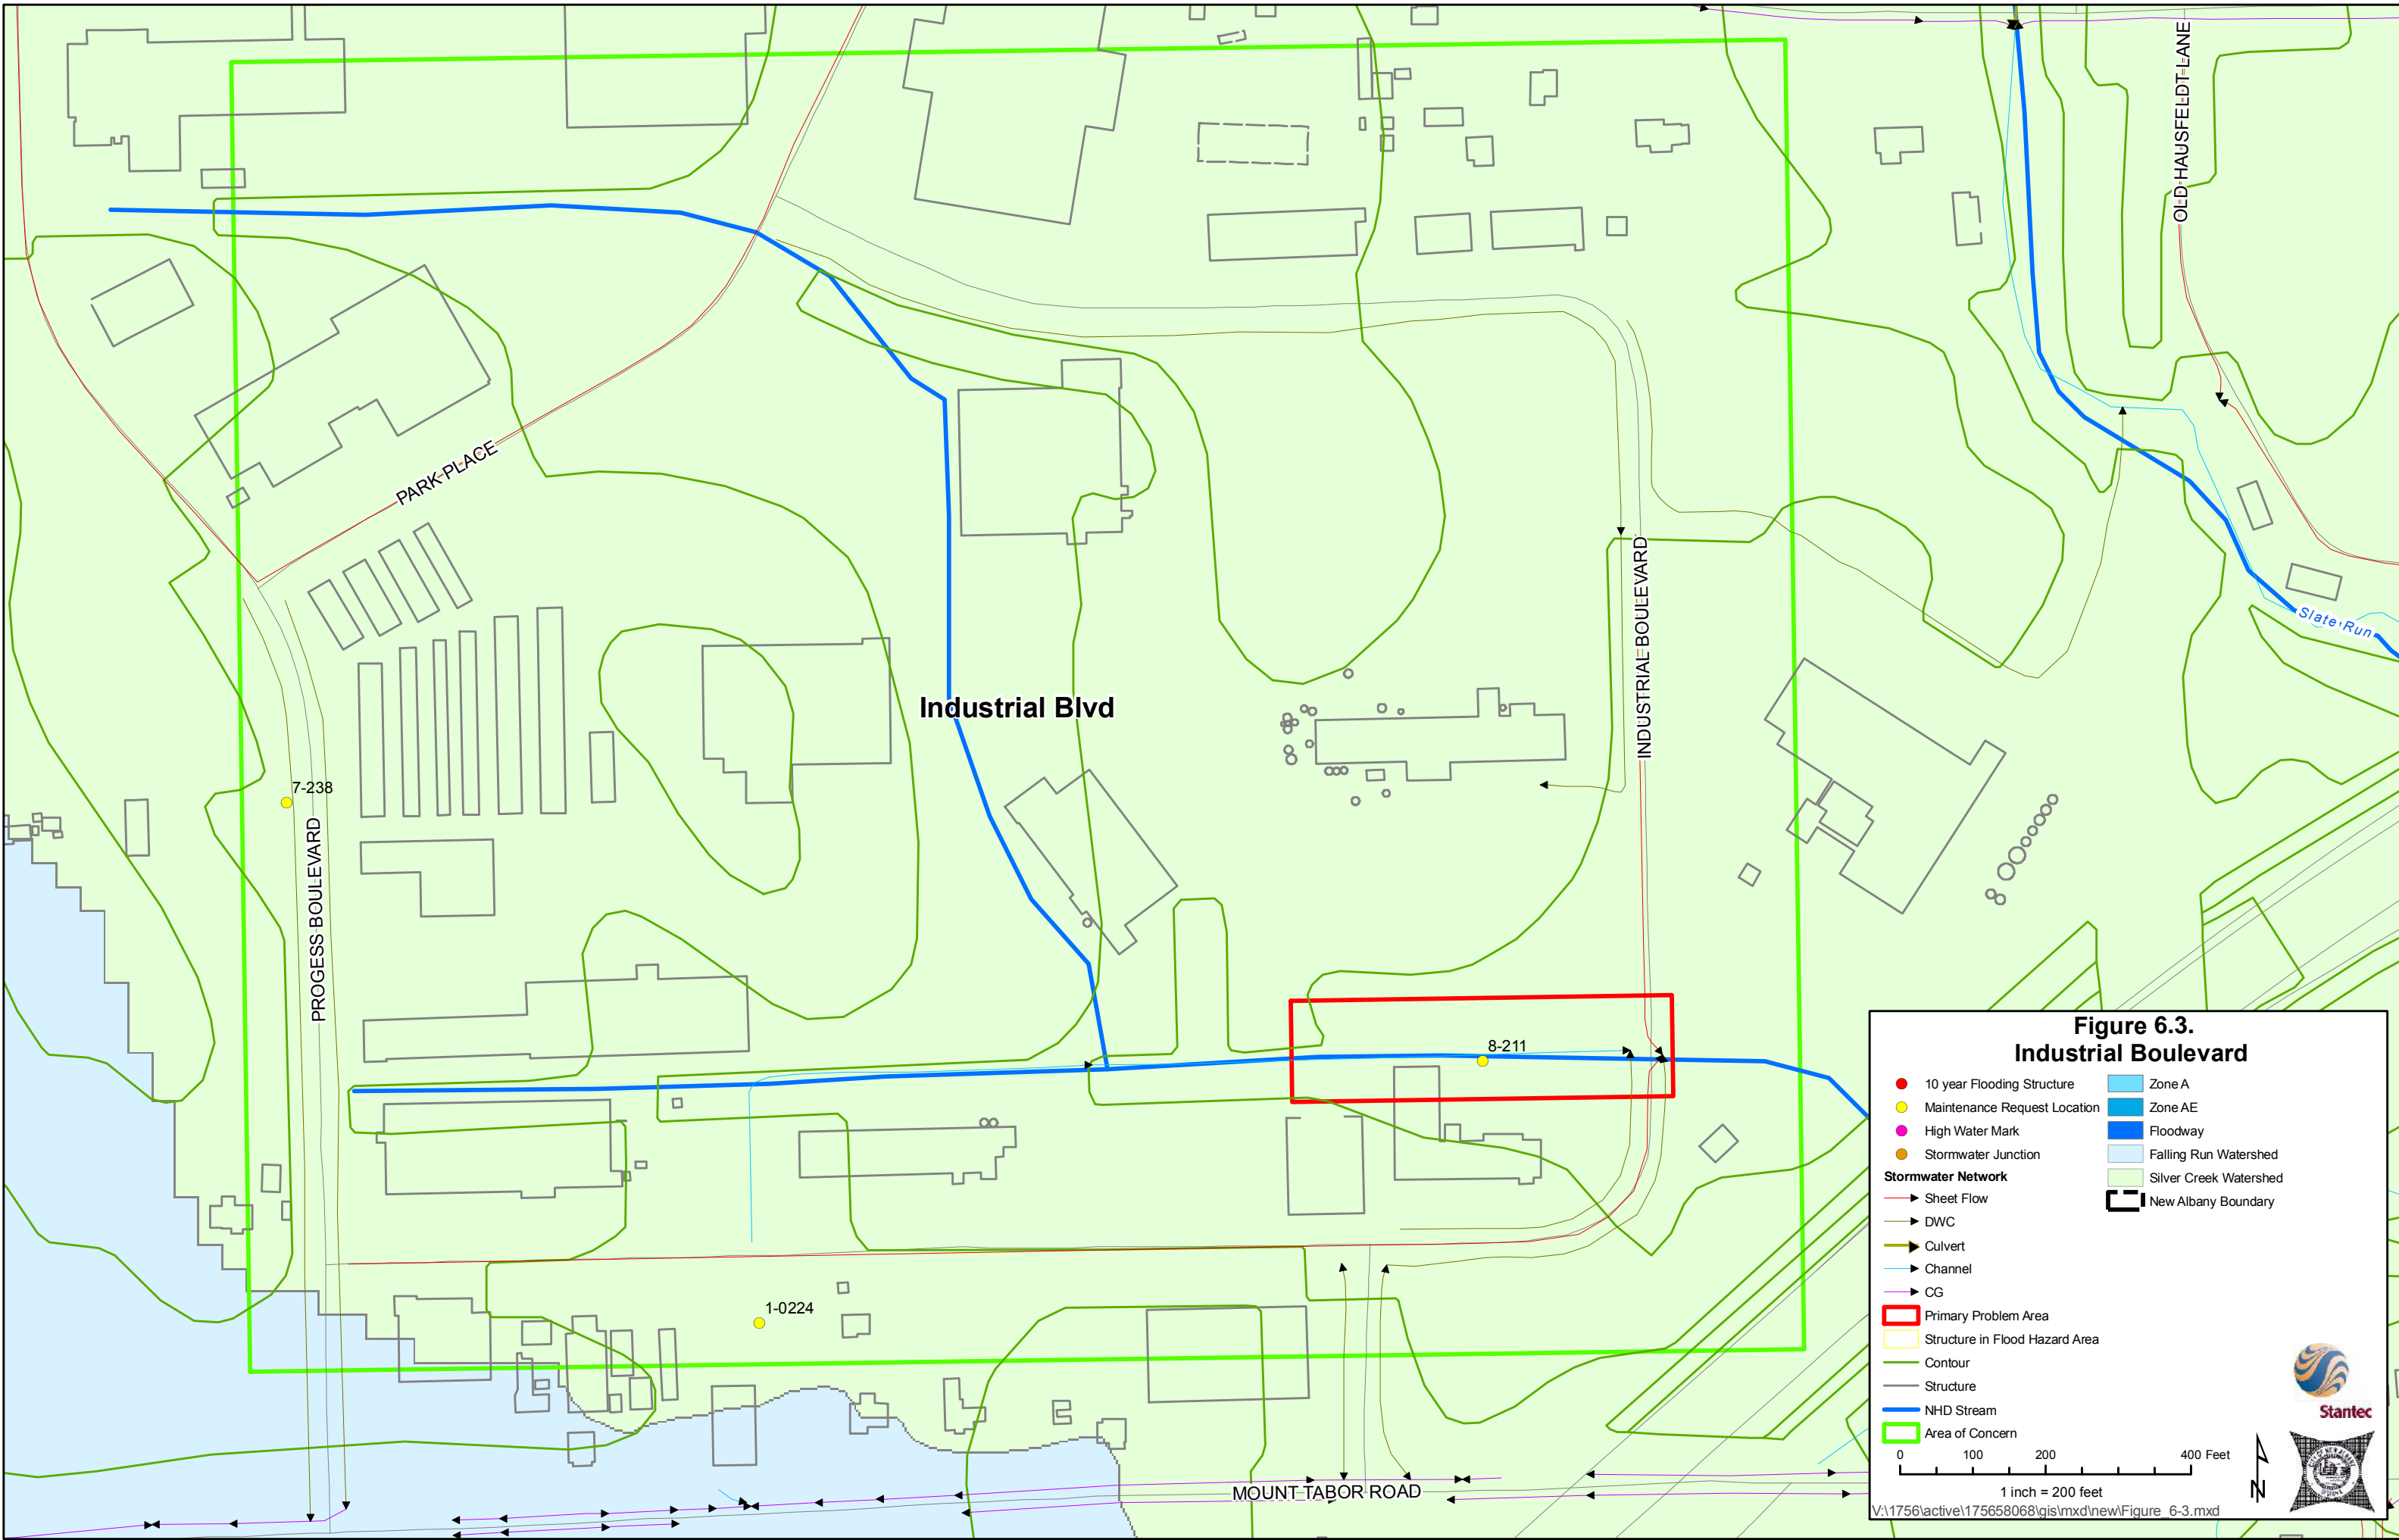 OLD HAUSFELDT LANE
PARK PLACE
INDUSTRIAL BOULEVARD
Slate Run
Industrial Blvd
7-238
PROGESS BOULEVARD
8-211
1-0224
MOUNT TABOR ROAD
Figure 6.3.
Industrial Boulevard
10 year Flooding Structure
Maintenance Request Location
High Water Mark
Stormwater Junction
Stormwater Network
Sheet Flow
DWC
Culvert
Channel
CG
Primary Problem Area
Structure in Flood Hazard Area
Contour
Structure
NHD Stream
Area of Concern
Zone A
Zone AE
Floodway
Falling Run Watershed
Silver Creek Watershed
New Albany Boundary
Stantec
0 100 200 400 Feet
1 inch = 200 feet
N
V:\1756\active\175658068\gis\mxd\new\Figure_6-3.mxd